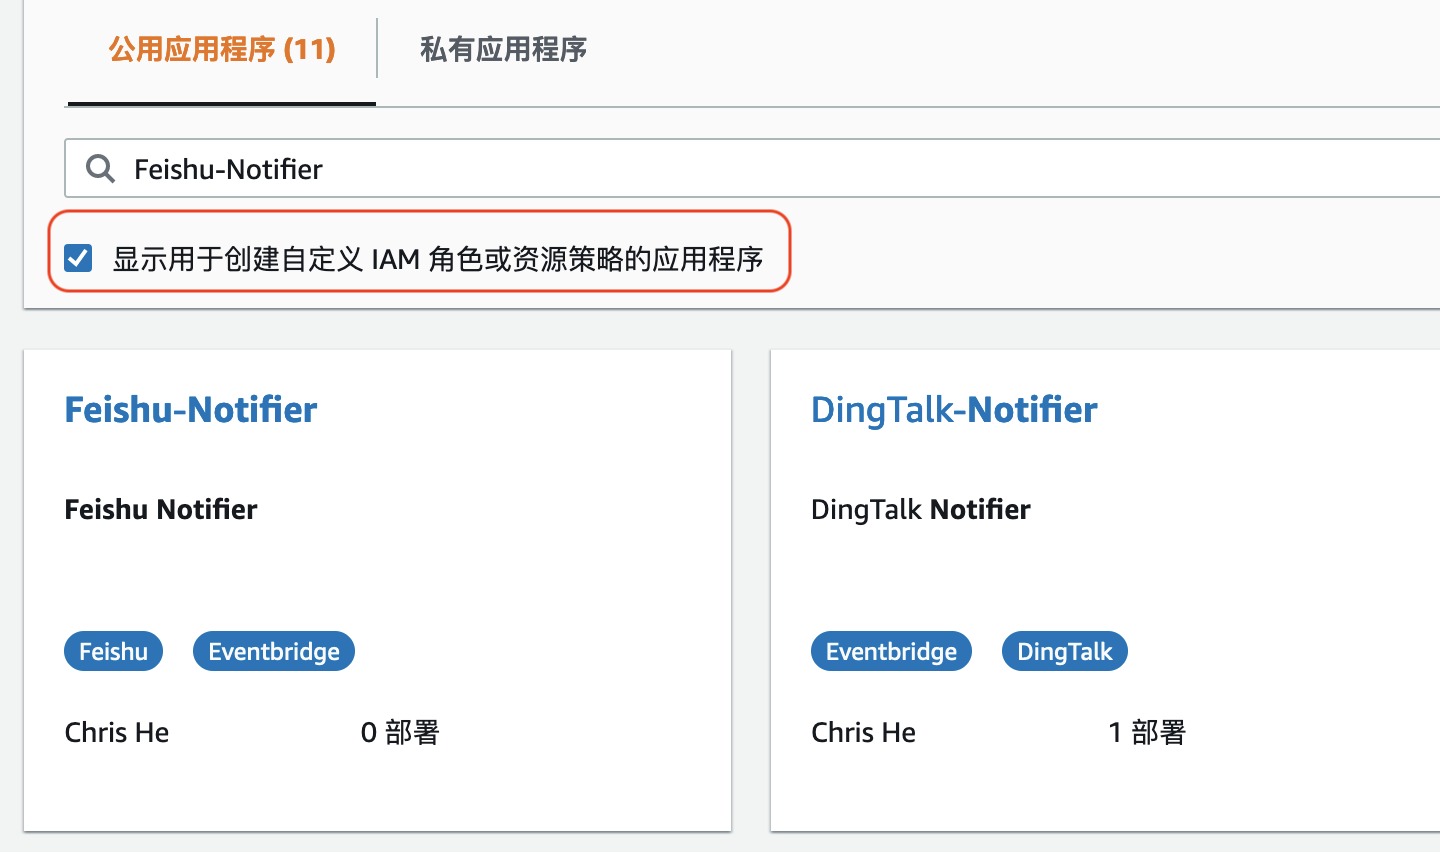 公用应用程序 (11)
私有应用程序
Feishu-Notifier
显示用于创建自定义 IAM 角色或资源策略的应用程序
Feishu-Notifier
Feishu Notifier
Feishu
Eventbridge
Chris He
0 部署
DingTalk-Notifier
DingTalk Notifier
Eventbridge
DingTalk
Chris He
1 部署